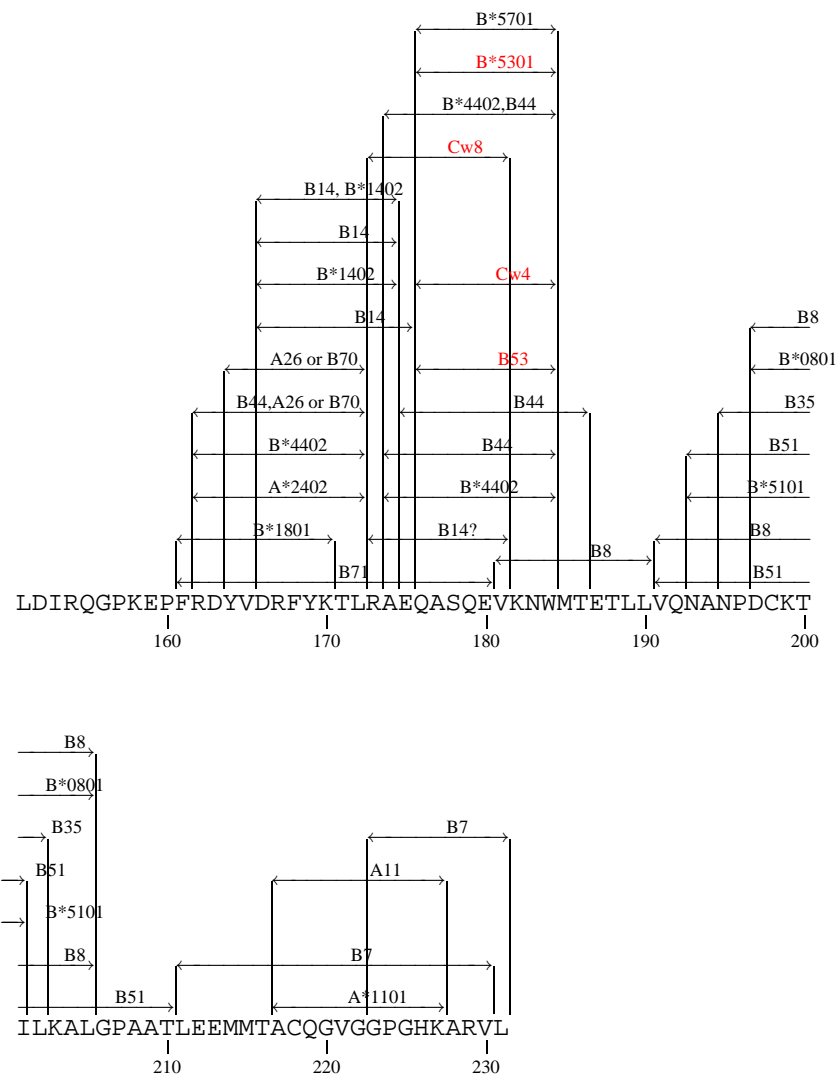 B*5701
B*5301
B*4402,B44
Cw8
B14, B*1402
B14
B*1402 Cw4
B14 B8
A26 or B70 B53 B*0801
B44,A26 or B70 B44 B35
B*4402 B44 B51
A*2402 B*4402 B*5101
B*1801 B14? B8
B8
B71 B51
LDIRQGPKEPFRDYVDRFYKTLRAEQASQEVKNWMTETLLVQNANPDCKT
160 170 180 190 200
B8
B*0801
B35 B7
B51 A11
B*5101
B8 B7
B51 A*1101
ILKALGPAATLEEMMTACQGVGGPGHKARVL
210 220 230